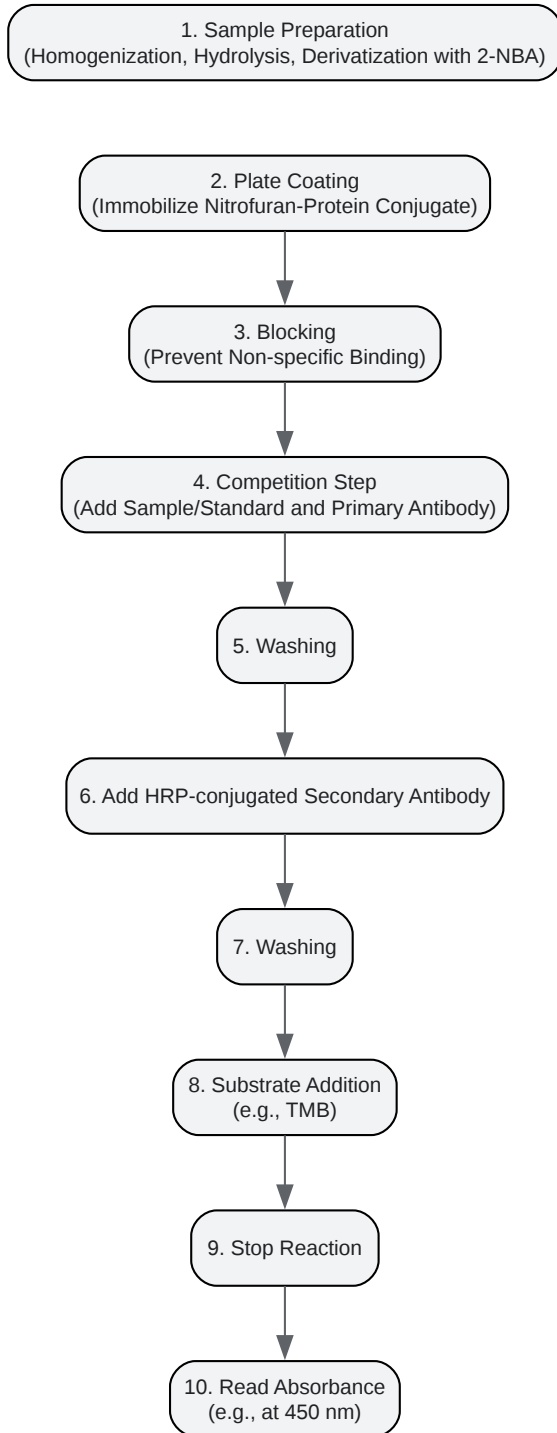 1. Sample Preparation
(Homogenization, Hydrolysis, Derivatization with 2-NBA)
2. Plate Coating
(Immobilize Nitrofuran-Protein Conjugate)
3. Blocking
(Prevent Non-specific Binding)
4. Competition Step
(Add Sample/Standard and Primary Antibody)
5. Washing
6. Add HRP-conjugated Secondary Antibody
7. Washing
8. Substrate Addition
(e.g., TMB)
9. Stop Reaction
10. Read Absorbance
(e.g., at 450 nm)